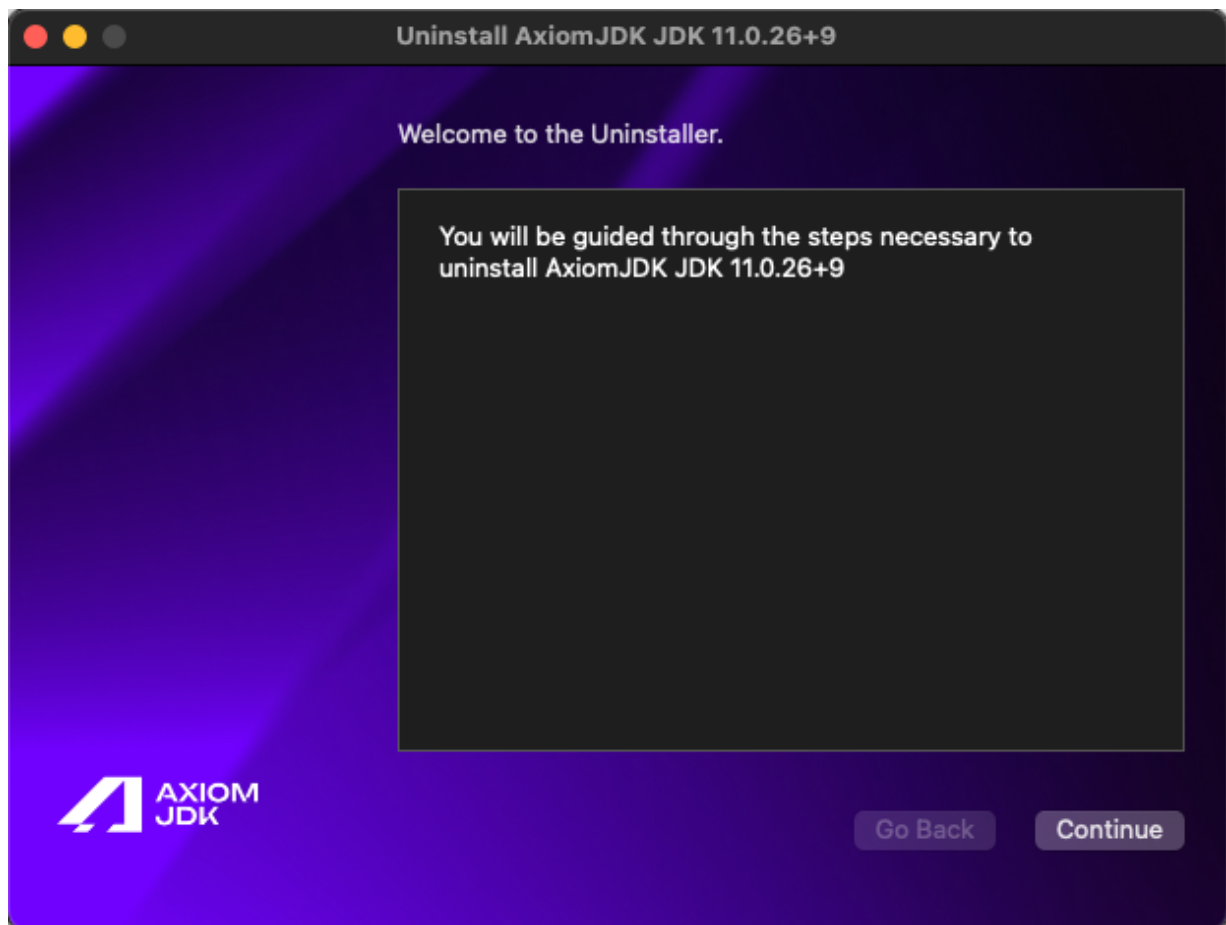 Uninstall AxiomJDK JDK 11.0.26+9
Welcome to the Uninstaller.
You will be guided through the steps necessary to
uninstall AxiomJDK JDK 11.0.26+9
AXIOM
JDK
Go Back
Continue